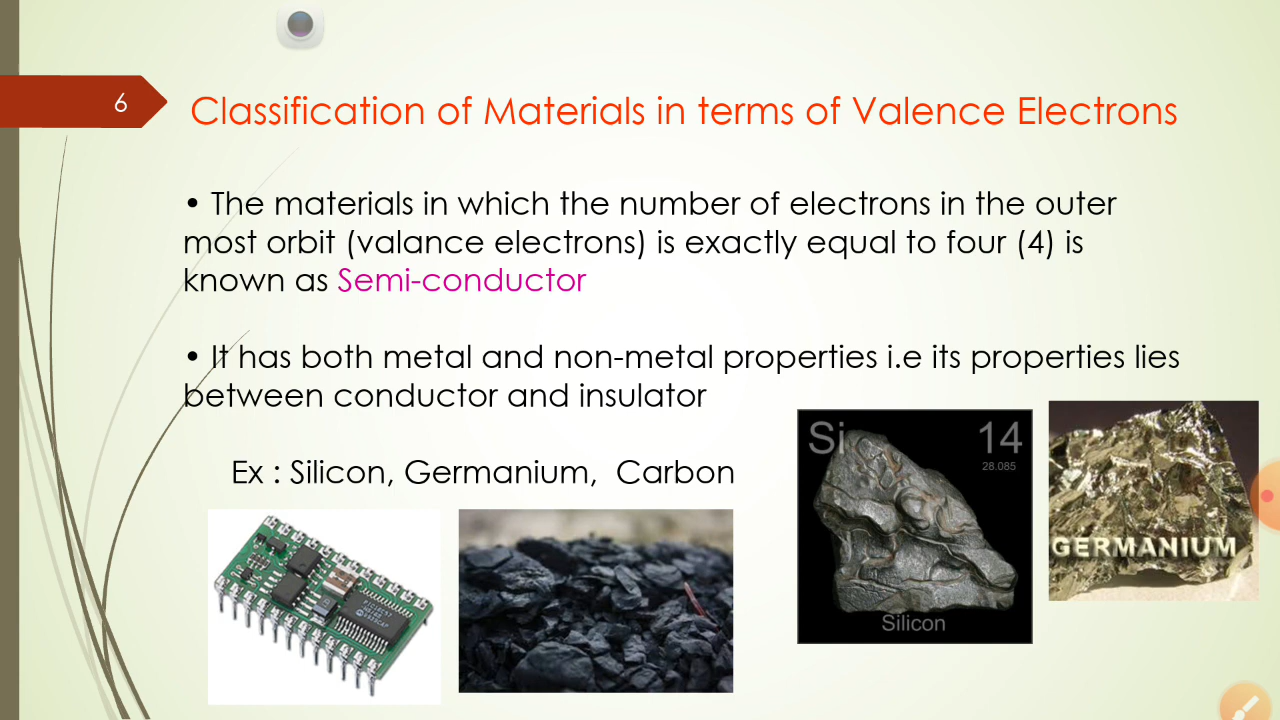 6
Classification of Materials in terms of Valence Electrons
• The materials in which the number of electrons in the outer
most orbit (valance electrons) is exactly equal to four (4) is
known as Semi-conductor
• It has both metal and non-metal properties i.e its properties lies
between conductor and insulator
Ex : Silicon, Germanium, Carbon
Si 14
28.085
Silicon
GERMANIUM